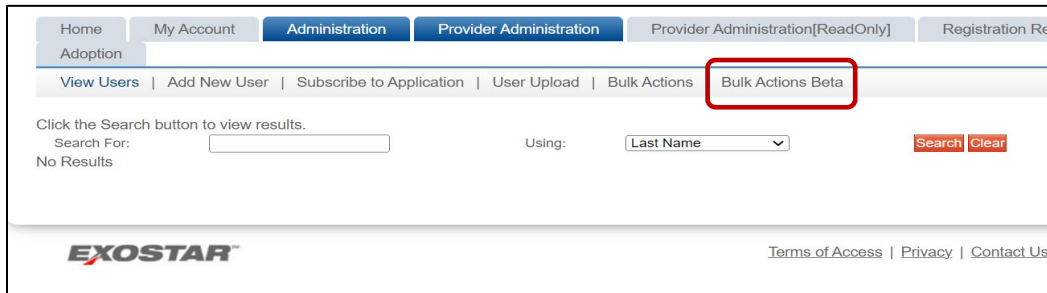 Home My Account Administration Provider Administration Provider Administration[ReadOnly] Registration Re
Adoption
View Users | Add New User | Subscribe to Application | User Upload | Bulk Actions Bulk Actions Beta
Click the Search button to view results.
Search For: Using: Last Name Search Clear
No Results
EXOSTAR™ Terms of Access | Privacy | Contact Us